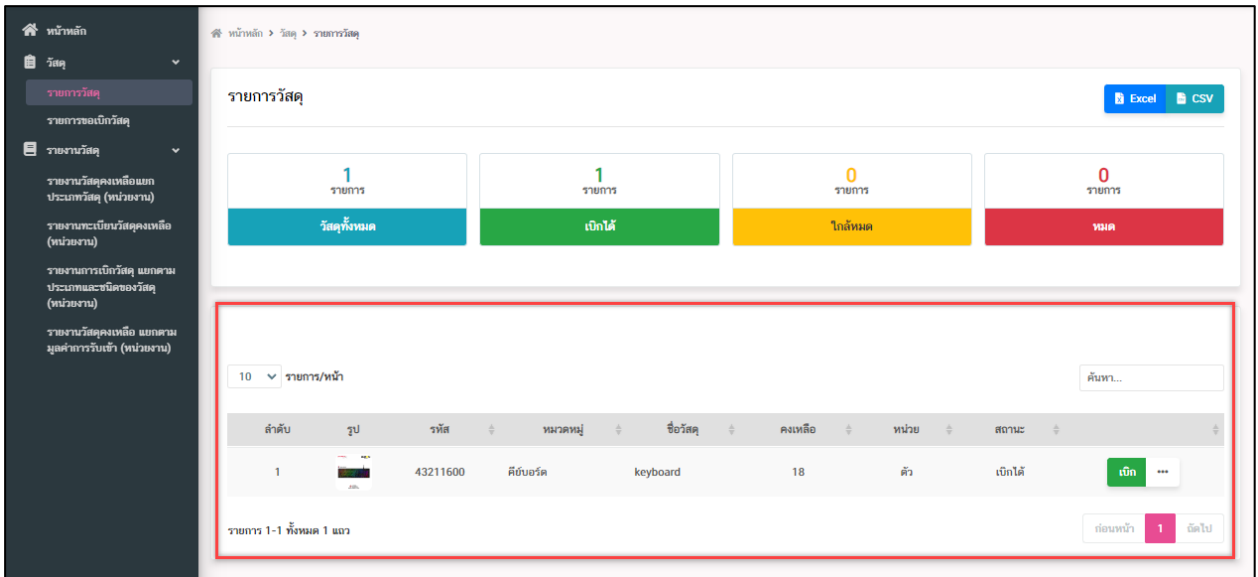 หน้าหลัก
วัสดุ
รายการวัสดุ
รายการขอเบิกวัสดุ
รายงานวัสดุ
รายงานวัสดุคงเหลือแยก
ประเภทวัสดุ (หน่วยงาน)
รายงานทะเบียนวัสดุคงเหลือ
(หน่วยงาน)
รายงานการเบิกวัสดุ แยกตาม
ประเภทและชนิดของวัสดุ
(หน่วยงาน)
รายงานวัสดุคงเหลือ แยกตาม
มูลค่าการรับเข้า (หน่วยงาน)
หน้าหลัก > วัสดุ > รายการวัสดุ
รายการวัสดุ
Excel CSV
1 1 0 0
รายการ รายการ รายการ รายการ
วัสดุทั้งหมด เบิกได้ ใกล้หมด หมด
10 รายการ/หน้า ค้นหา...
ลำดับ รูป รหัส หมวดหมู่ ชื่อวัสดุ คงเหลือ หน่วย สถานะ
1 43211600 คีย์บอร์ด keyboard 18 ตัว เบิกได้ เบิก ...
รายการ 1-1 ทั้งหมด 1 แถว ก่อนหน้า 1 ถัดไป